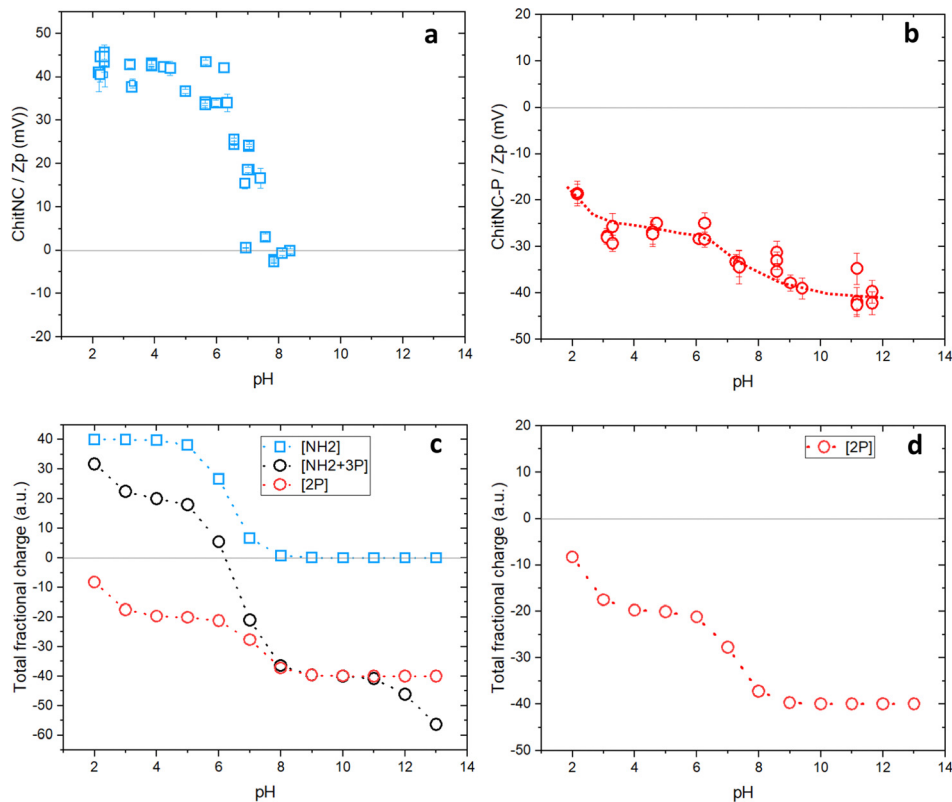 a
ChitNC / Zp (mV))
50
40
30
20
10
0
-10
-20
2 4 6 8 10 12 14
pH
b
ChitNC-P / Zp (mV)
20
10
0
-10
-20
-30
-40
-50
2 4 6 8 10 12 14
pH
c
[NH2]
[NH2+3P]
[2P]
Total fractional charge (a.u.)
40
30
20
10
0
-10
-20
-30
-40
-50
-60
2 4 6 8 10 12 14
pH
d
[2P]
Total fractional charge (a.u.)
20
10
0
-10
-20
-30
-40
-50
2 4 6 8 10 12 14
pH